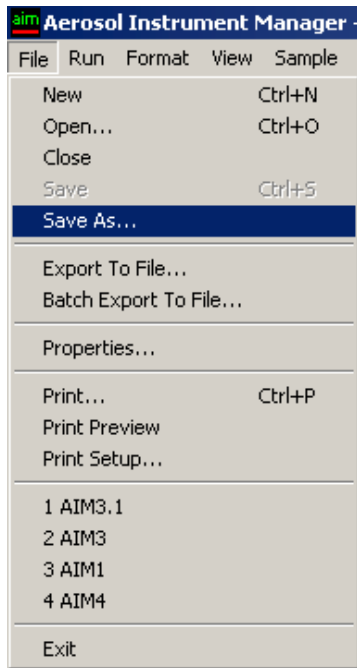 aim Aerosol Instrument Manager -
File Run Format View Sample
New Ctrl+N
Open... Ctrl+O
Close
Save Ctrl+S
Save As...
Export To File...
Batch Export To File...
Properties...
Print... Ctrl+P
Print Preview
Print Setup...
1 AIM3.1
2 AIM3
3 AIM1
4 AIM4
Exit